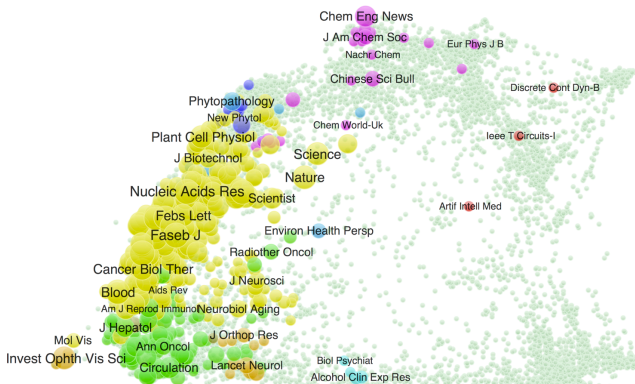 Chem Eng News
J Am Chem Soc
Eur Phys J B
Nachr Chem
Chinese Sci Bull
Discrete Cont Dyn-B
Phytopathology
New Phytol
Chem World-Uk
Plant Cell Physiol
Ieee T Circuits-I
J Biotechnol
Science
Nature
Nucleic Acids Res
Scientist
Artif Intell Med
Febs Lett
Faseb J
Environ Health Persp
Radiother Oncol
Cancer Biol Ther
J Neurosci
Blood
Aids Rev
Am J Reprod Immunol
Neurobiol Aging
J Hepatol
J Orthop Res
Mol Vis
Ann Oncol
Invest Ophth Vis Sci
Circulation
Lancet Neurol
Biol Psychiat
Alcohol Clin Exp Res